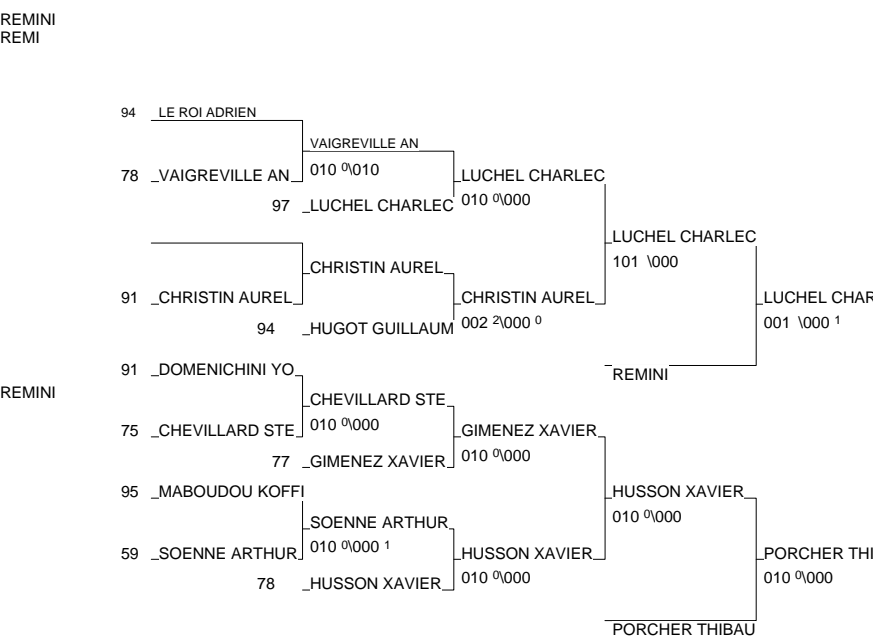 REMINI
REMI
94 LE ROI ADRIEN
VAIGREVILLE AN
010 0\010
78 VAIGREVILLE AN
LUCHEL CHARLEC
010 0\000
97 LUCHEL CHARLEC
LUCHEL CHARLEC
101 \000
CHRISTIN AUREL
91 CHRISTIN AUREL
CHRISTIN AUREL
002 2\000 0
LUCHEL CHAR
001 \000 1
94 HUGOT GUILLAUM
91 DOMENICHINI YO
REMINI
REMINI
CHEVILLARD STE
010 0\000
75 CHEVILLARD STE
GIMENEZ XAVIER
010 0\000
77 GIMENEZ XAVIER
95 MABOUDOU KOFFI
HUSSON XAVIER
010 0\000
SOENNE ARTHUR
010 0\000 1
59 SOENNE ARTHUR
HUSSON XAVIER
010 0\000
PORCHER THI
010 0\000
78 HUSSON XAVIER
PORCHER THIBAU